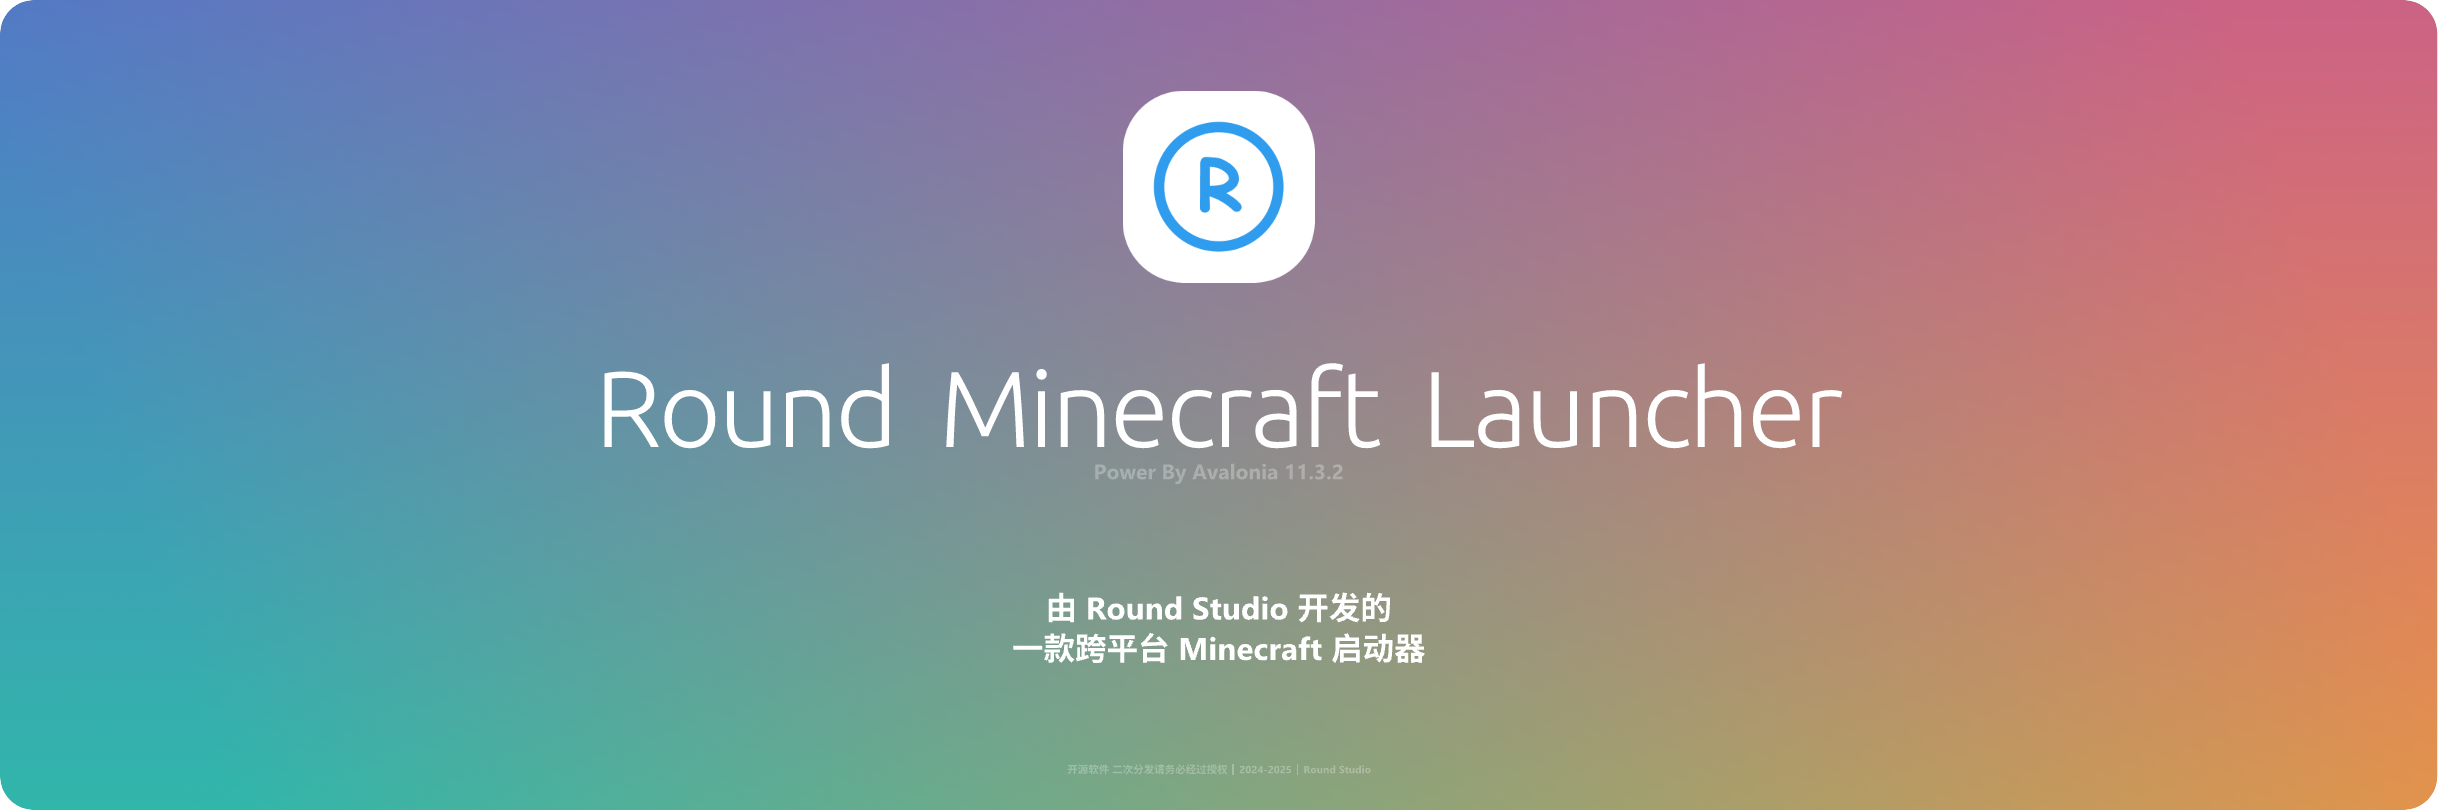 R
Round Minecraft Launcher
Power By Avalonia 11.3.2
由 Round Studio 开发的
一款跨平台 Minecraft 启动器
开源软件 二次分发请务必经过授权 | 2024-2025 | Round Studio